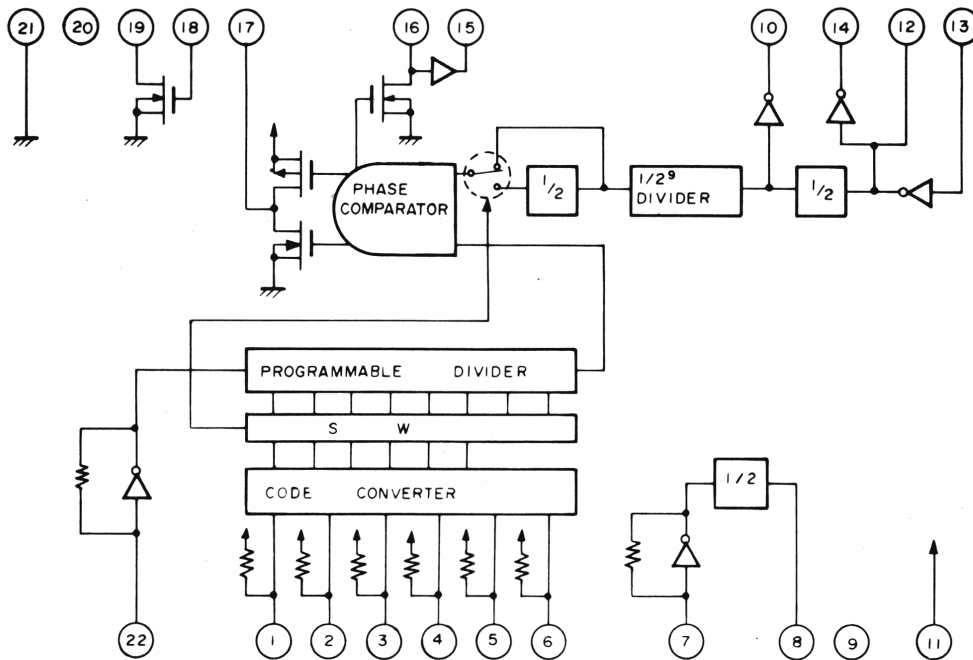 21 20 19 18 17 16 15 10 14 12 13
PHASE
COMPARATOR
1/2
1/2⁹
DIVIDER
1/2
PROGRAMMABLE DIVIDER
S W
CODE CONVERTER
1/2
22 1 2 3 4 5 6 7 8 9 11